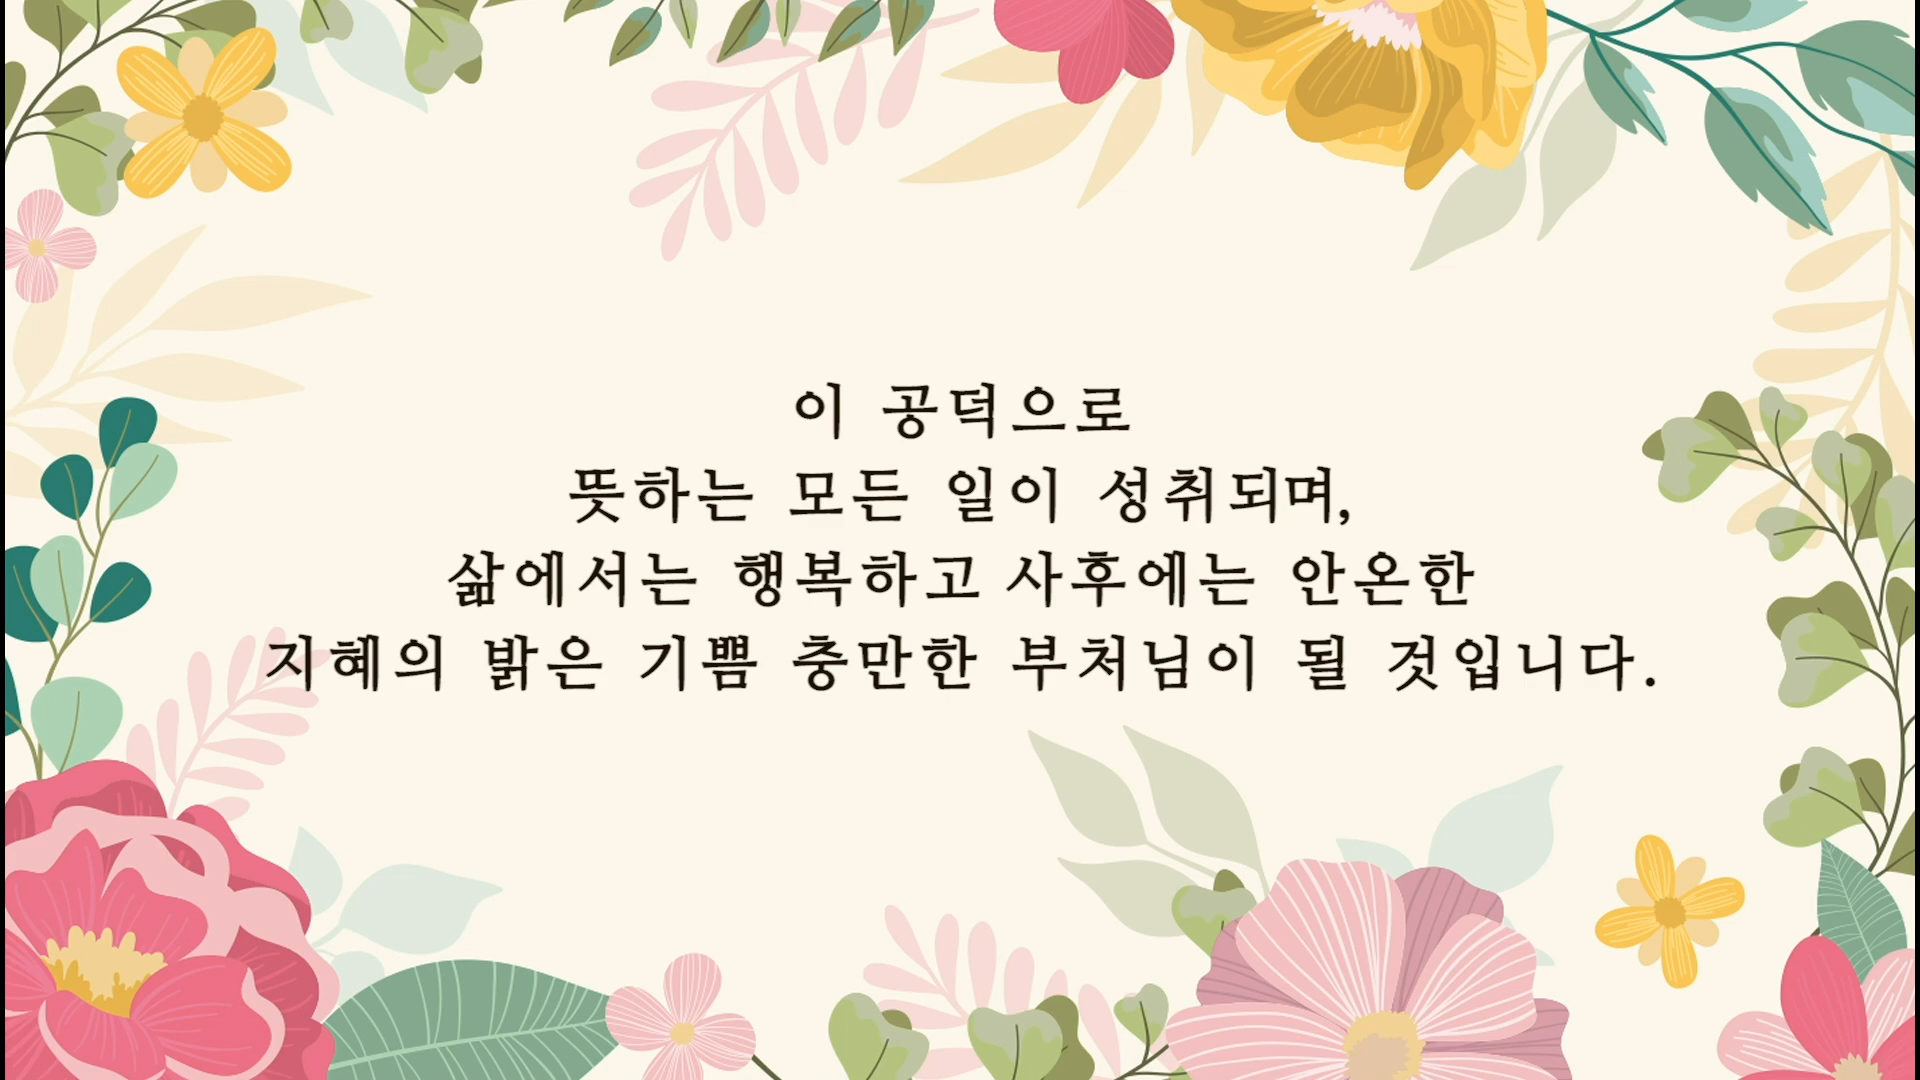 이 공덕으로
뜻하는 모든 일이 성취되며,
삶에서는 행복하고 사후에는 안온한
지혜의 밝은 기쁨 충만한 부처님이 될 것입니다.